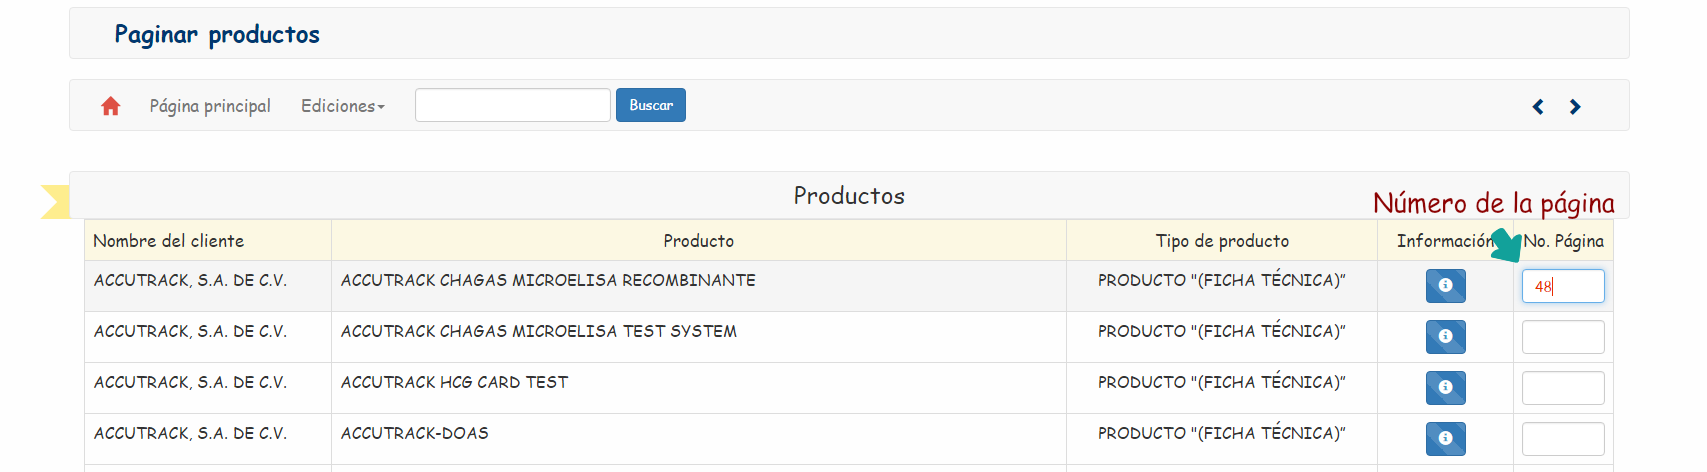 Paginar productos
Página principal Ediciones Buscar
Productos
Número de la página
Nombre del cliente Producto Tipo de producto Información No. Página
ACCUTRACK, S.A. DE C.V. ACCUTRACK CHAGAS MICROELISA RECOMBINANTE PRODUCTO "(FICHA TÉCNICA)" 48
ACCUTRACK, S.A. DE C.V. ACCUTRACK CHAGAS MICROELISA TEST SYSTEM PRODUCTO "(FICHA TÉCNICA)"
ACCUTRACK, S.A. DE C.V. ACCUTRACK HCG CARD TEST PRODUCTO "(FICHA TÉCNICA)"
ACCUTRACK, S.A. DE C.V. ACCUTRACK-DOAS PRODUCTO "(FICHA TÉCNICA)"